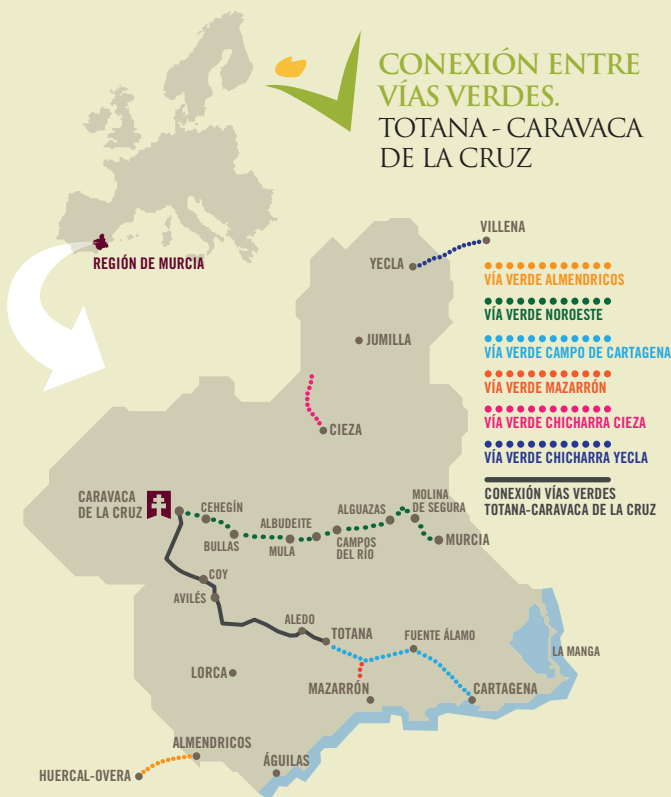 CONEXIÓN ENTRE
VÍAS VERDES.
TOTANA - CARAVACA
DE LA CRUZ
REGIÓN DE MURCIA
VILLENA
YECLA
VÍA VERDE ALMENDRICOS
VÍA VERDE NOROESTE
JUMILLA
VÍA VERDE CAMPO DE CARTAGENA
VÍA VERDE MAZARRÓN
VÍA VERDE CHICHARRA CIEZA
CIEZA
VÍA VERDE CHICHARRA YECLA
CONEXIÓN VÍAS VERDES
TOTANA-CARAVACA DE LA CRUZ
CARAVACA
DE LA CRUZ
CEHEGÍN
BULLAS
ALBUDEITE
MULA
ALGUAZAS
CAMPOS
DEL RÍO
MOLINA
DE SEGURA
MURCIA
COY
AVILÉS
ALEDO
TOTANA
FUENTE ÁLAMO
LA MANGA
LORCA
MAZARRÓN
CARTAGENA
ALMENDRICOS
ÁGUILAS
HUERCAL-OVERA